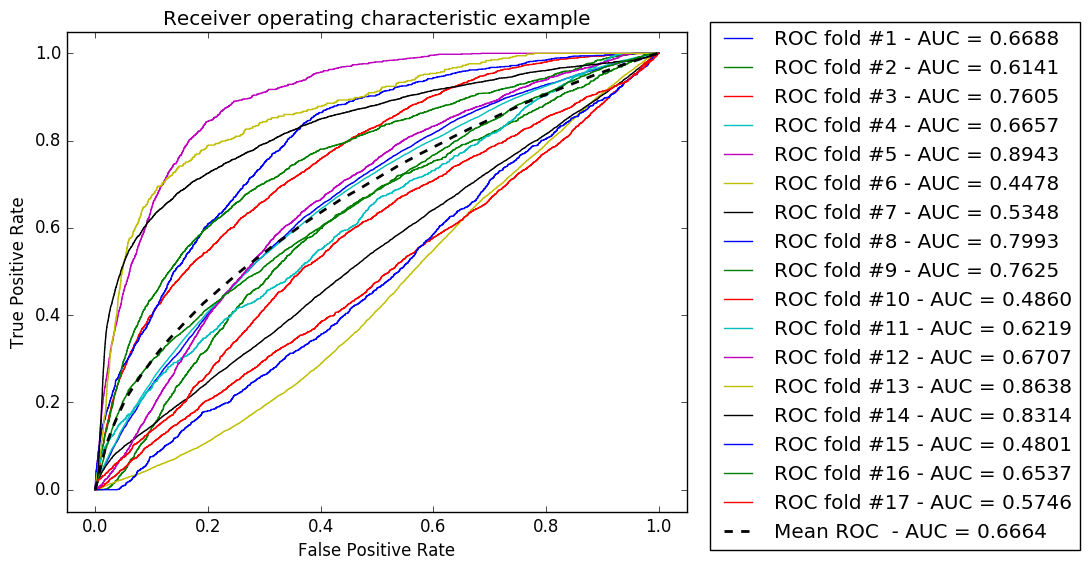 Receiver operating characteristic example
1.0
0.8
0.6
0.4
0.2
0.0
True Positive Rate
0.0 0.2 0.4 0.6 0.8 1.0
False Positive Rate
ROC fold #1 - AUC = 0.6688
ROC fold #2 - AUC = 0.6141
ROC fold #3 - AUC = 0.7605
ROC fold #4 - AUC = 0.6657
ROC fold #5 - AUC = 0.8943
ROC fold #6 - AUC = 0.4478
ROC fold #7 - AUC = 0.5348
ROC fold #8 - AUC = 0.7993
ROC fold #9 - AUC = 0.7625
ROC fold #10 - AUC = 0.4860
ROC fold #11 - AUC = 0.6219
ROC fold #12 - AUC = 0.6707
ROC fold #13 - AUC = 0.8638
ROC fold #14 - AUC = 0.8314
ROC fold #15 - AUC = 0.4801
ROC fold #16 - AUC = 0.6537
ROC fold #17 - AUC = 0.5746
Mean ROC  - AUC = 0.6664